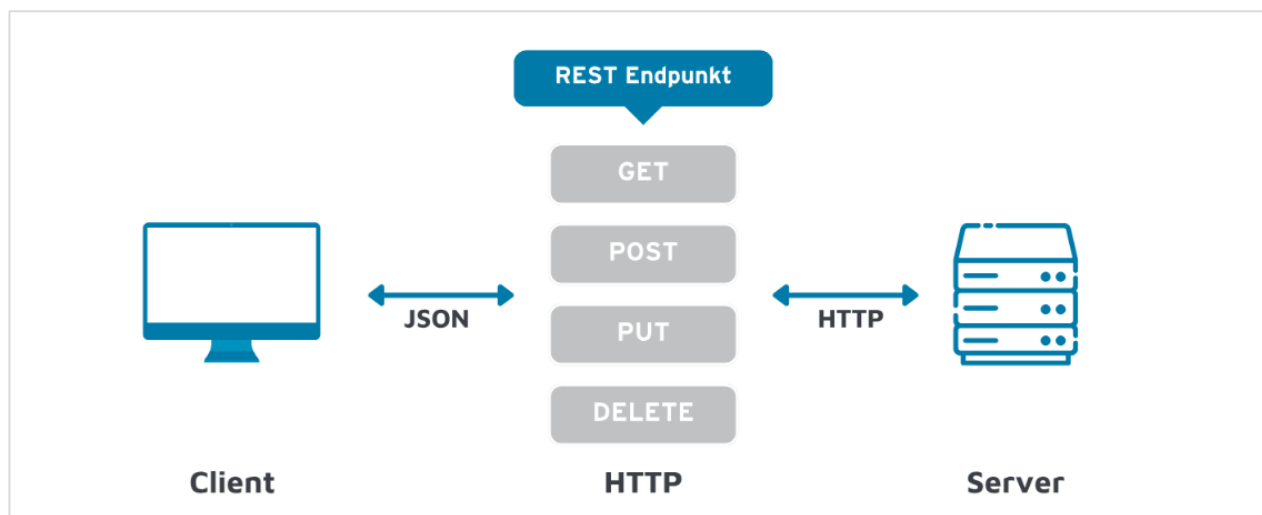 REST Endpunkt
GET
POST
JSON
HTTP
PUT
DELETE
Client
HTTP
Server